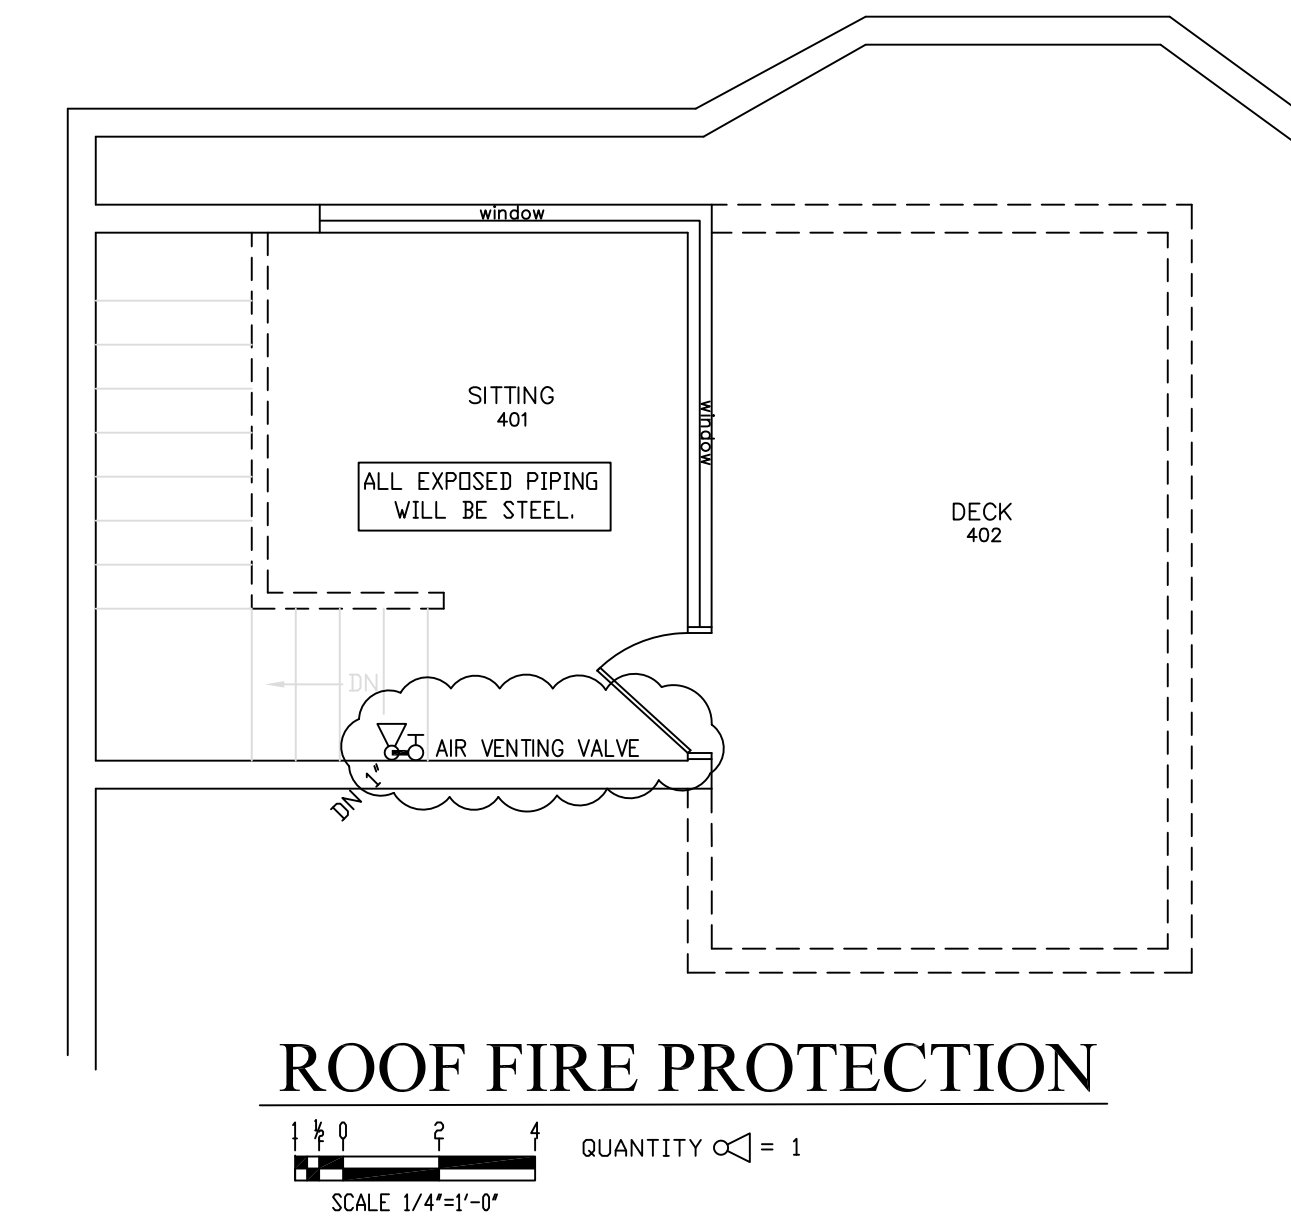 window
window
SITTING
401
ALL EXPOSED PIPING
WILL BE STEEL.
DECK
402
DN
AIR VENTING VALVE
DN 1"
ROOF FIRE PROTECTION
1 ½ 0 2 4
QUANTITY = 1
SCALE 1/4"=1'-0"